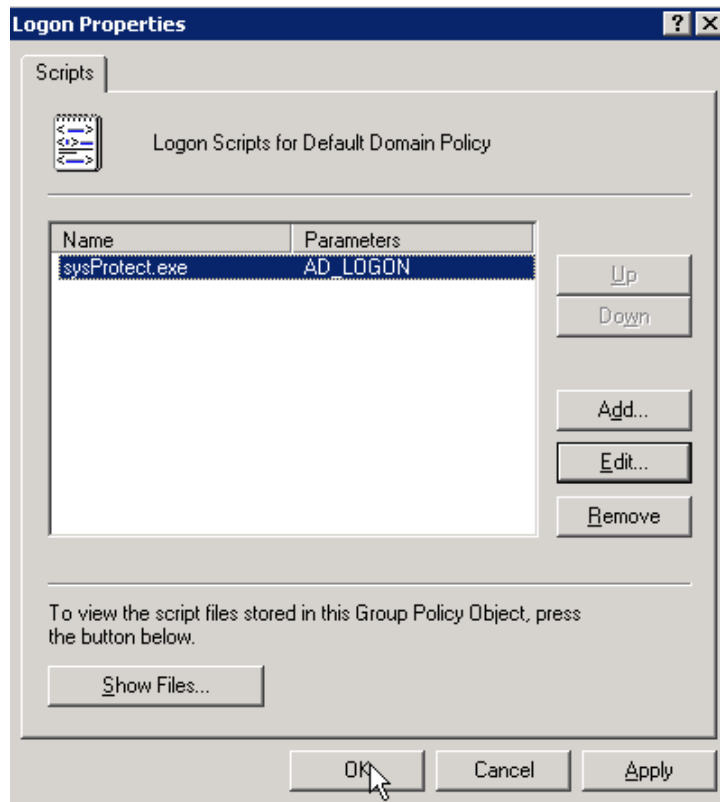 Logon Properties
Scripts
Logon Scripts for Default Domain Policy
Name Parameters
sysProtect.exe AD_LOGON
Up
Down
Add...
Edit...
Remove
To view the script files stored in this Group Policy Object, press
the button below.
Show Files...
OK Cancel Apply